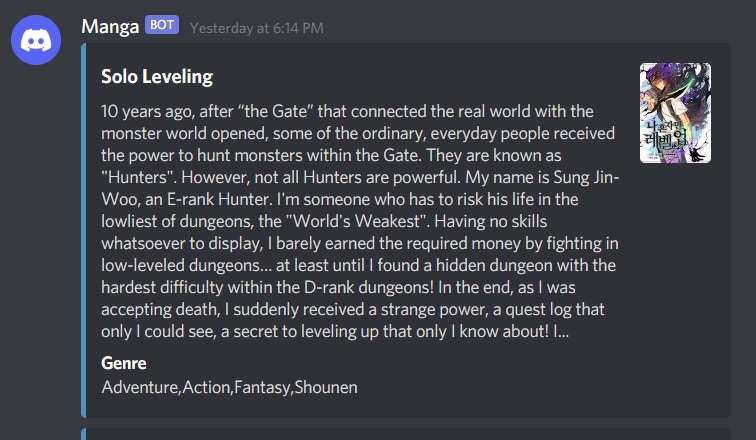 Manga BOT Yesterday at 6:14 PM
Solo Leveling
10 years ago, after “the Gate” that connected the real world with the
monster world opened, some of the ordinary, everyday people received
the power to hunt monsters within the Gate. They are known as
"Hunters". However, not all Hunters are powerful. My name is Sung Jin-
Woo, an E-rank Hunter. I'm someone who has to risk his life in the
lowliest of dungeons, the "World's Weakest". Having no skills
whatsoever to display, I barely earned the required money by fighting in
low-leveled dungeons... at least until I found a hidden dungeon with the
hardest difficulty within the D-rank dungeons! In the end, as I was
accepting death, I suddenly received a strange power, a quest log that
only I could see, a secret to leveling up that only I know about! I...
나 혼자만
레벨업
Genre
Adventure,Action,Fantasy,Shounen